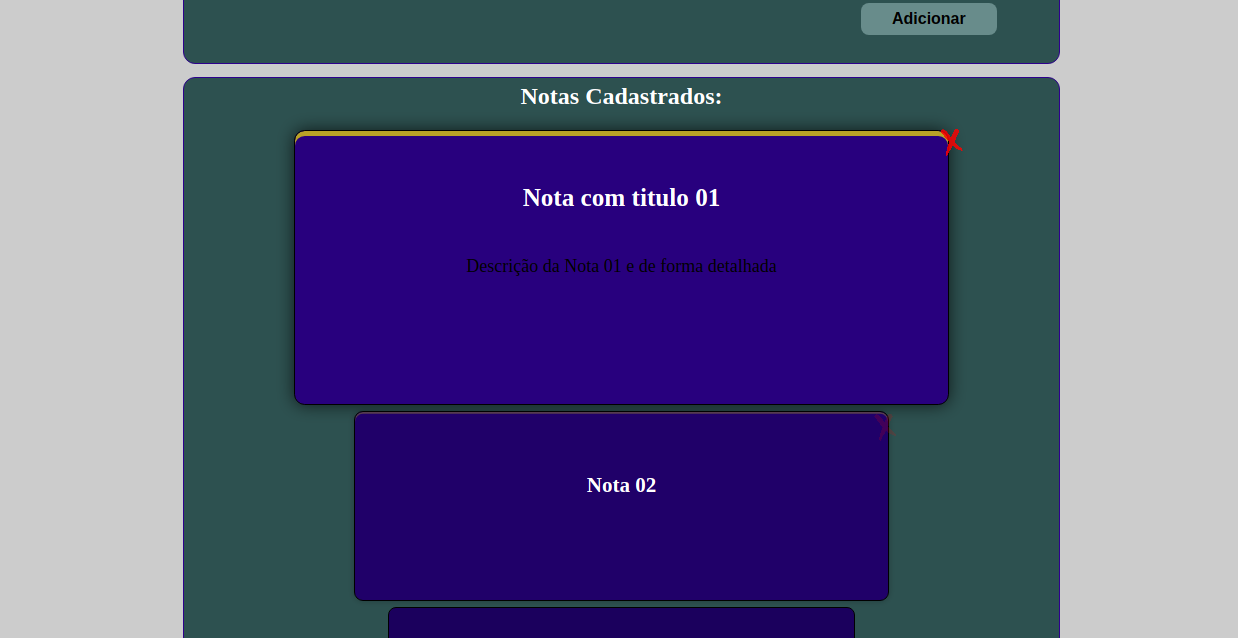 Adicionar
Notas Cadastrados:
X
Nota com titulo 01
Descrição da Nota 01 e de forma detalhada
X
Nota 02